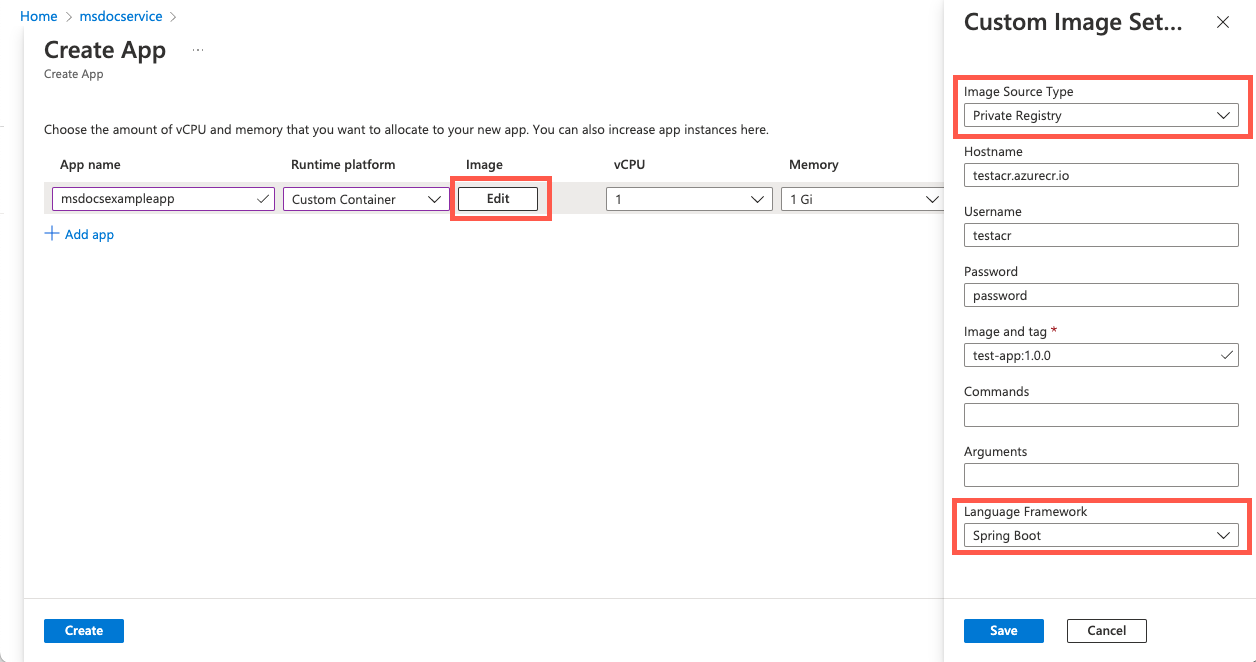 Home > msdocservice >
Create App ...
Create App
Choose the amount of vCPU and memory that you want to allocate to your new app. You can also increase app instances here.
App name Runtime platform Image vCPU Memory
msdocsexampleapp Custom Container Edit 1 1 Gi
+ Add app
Create
Custom Image Set...
Image Source Type
Private Registry
Hostname
testacr.azurecr.io
Username
testacr
Password
password
Image and tag *
test-app:1.0.0
Commands
Arguments
Language Framework
Spring Boot
Save Cancel